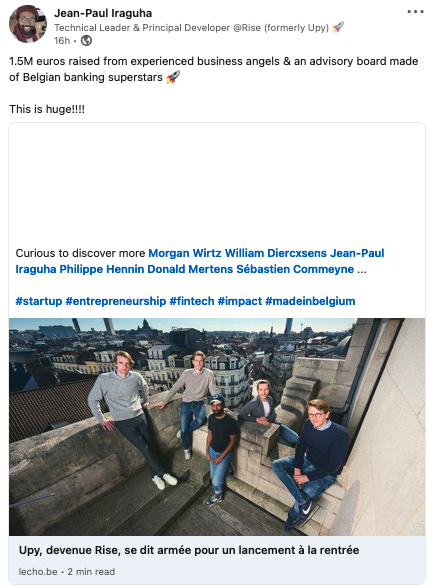 Jean-Paul Iraguha
Technical Leader & Principal Developer @Rise (formerly Upy) 🚀
16h •
1.5M euros raised from experienced business angels & an advisory board made
of Belgian banking superstars 🚀
This is huge!!!!
Curious to discover more Morgan Wirtz William Diercxsens Jean-Paul
Iraguha Philippe Hennin Donald Mertens Sébastien Commeyne ...
#startup #entrepreneurship #fintech #impact #madeinbelgium
Upy, devenue Rise, se dit armée pour un lancement à la rentrée
lecho.be • 2 min read